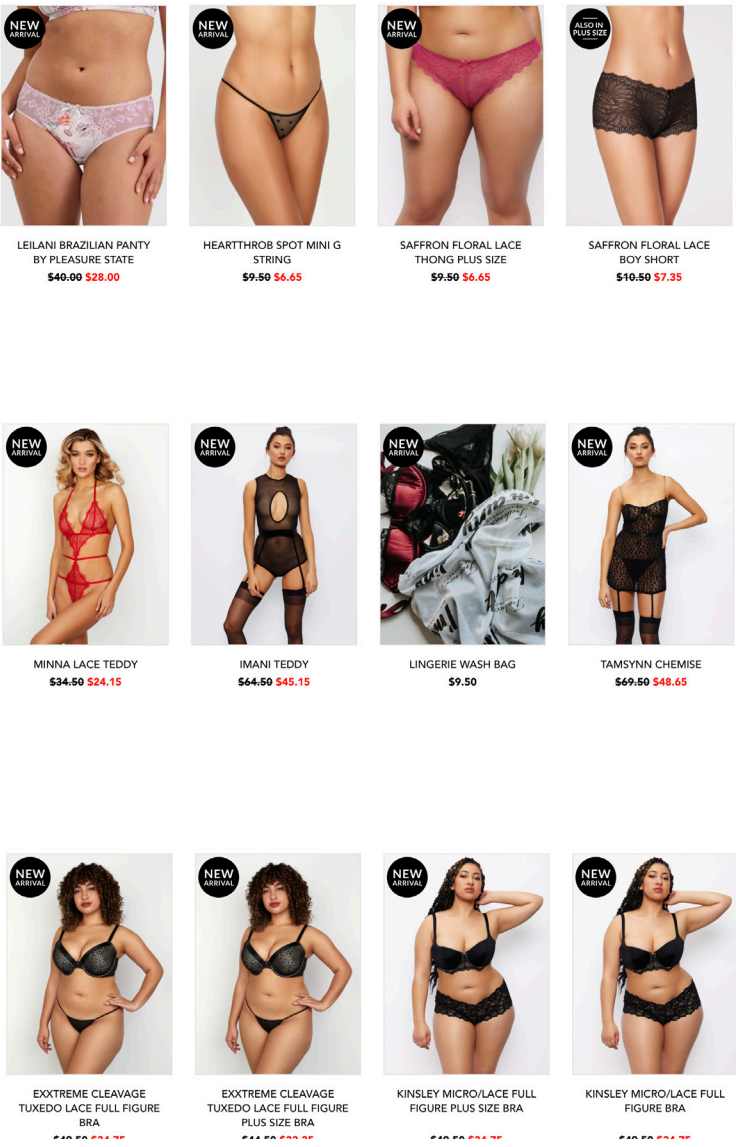 NEW
ARRIVAL
NEW
ARRIVAL
NEW
ARRIVAL
ALSO IN
PLUS SIZE
LEILANI BRAZILIAN PANTY
BY PLEASURE STATE
$40.00 $28.00
HEARTTHROB SPOT MINI G
STRING
$9.50 $6.65
SAFFRON FLORAL LACE
THONG PLUS SIZE
$9.50 $6.65
SAFFRON FLORAL LACE
BOY SHORT
$10.50 $7.35
NEW
ARRIVAL
NEW
ARRIVAL
NEW
ARRIVAL
NEW
ARRIVAL
MINNA LACE TEDDY
$34.50 $24.15
IMANI TEDDY
$64.50 $45.15
LINGERIE WASH BAG
$9.50
TAMSYNN CHEMISE
$69.50 $48.65
NEW
ARRIVAL
NEW
ARRIVAL
NEW
ARRIVAL
NEW
ARRIVAL
EXXTREME CLEAVAGE
TUXEDO LACE FULL FIGURE
BRA
EXXTREME CLEAVAGE
TUXEDO LACE FULL FIGURE
PLUS SIZE BRA
KINSLEY MICRO/LACE FULL
FIGURE PLUS SIZE BRA
KINSLEY MICRO/LACE FULL
FIGURE BRA